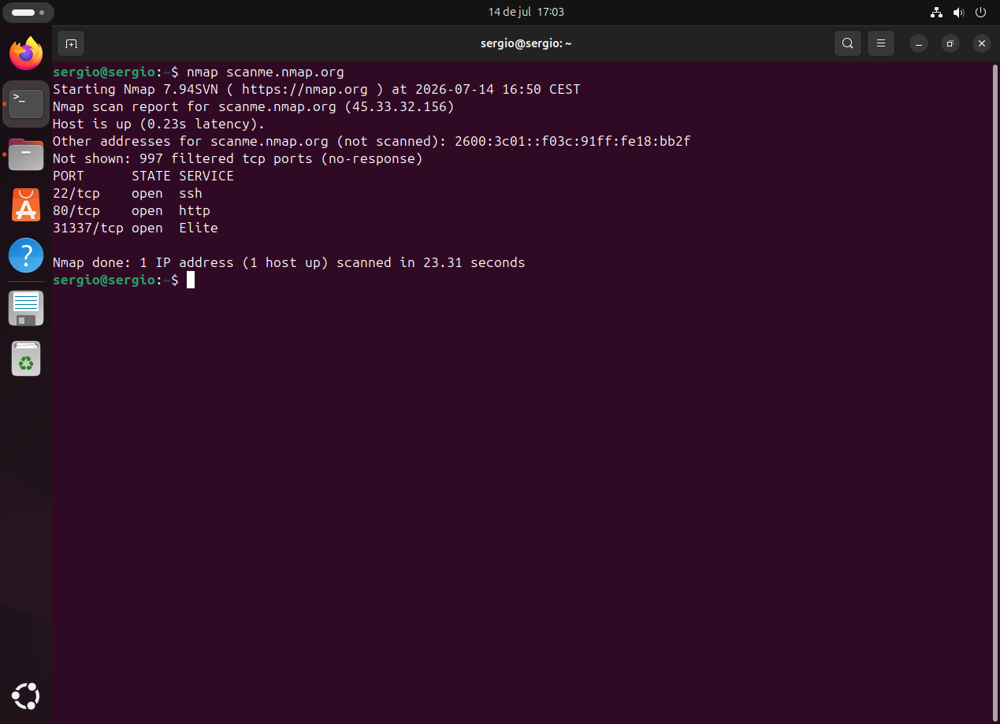 14 de jul 17:03
sergio@sergio: ~
sergio@sergio:~$ nmap scanme.nmap.org
Starting Nmap 7.94SVN ( https://nmap.org ) at 2026-07-14 16:50 CEST
Nmap scan report for scanme.nmap.org (45.33.32.156)
Host is up (0.23s latency).
Other addresses for scanme.nmap.org (not scanned): 2600:3c01::f03c:91ff:fe18:bb2f
Not shown: 997 filtered tcp ports (no-response)
PORT      STATE SERVICE
22/tcp    open  ssh
80/tcp    open  http
31337/tcp open  Elite
Nmap done: 1 IP address (1 host up) scanned in 23.31 seconds
sergio@sergio:~$